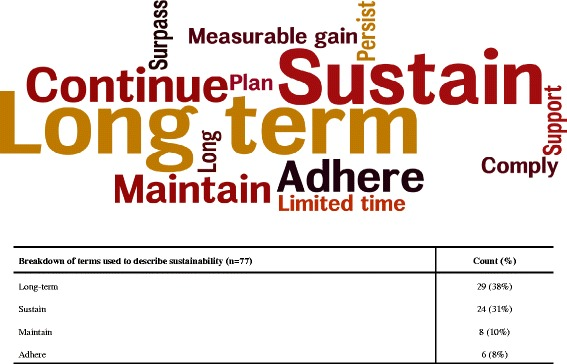 Surpass
Measurable gain
Persist
Continue
Plan
Sustain
Long term
Long
Support
Comply
Maintain
Adhere
Limited time
Breakdown of terms used to describe sustainability (n=77) Count (%)
Long-term 29 (38%)
Sustain 24 (31%)
Maintain 8 (10%)
Adhere 6 (8%)